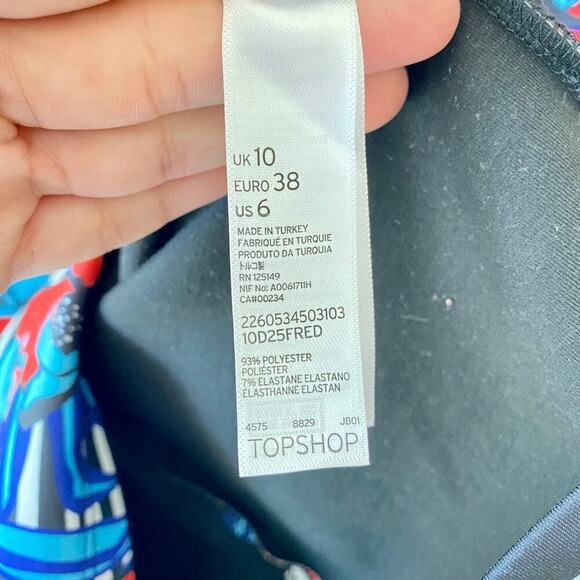 UK 10
EURO 38
US 6
MADE IN TURKEY
FABRIQUÉ EN TURQUIE
PRODUTO DA TURQUIA
トルコ製
RN 125149
NIF No: A0061711H
CA#00234
2260534503103
10D25FRED
93% POLYESTER
POLIÉSTER
7% ELASTANE ELASTANO
ÉLASTHANNE ELASTAN
4575 8829 JB01
TOPSHOP